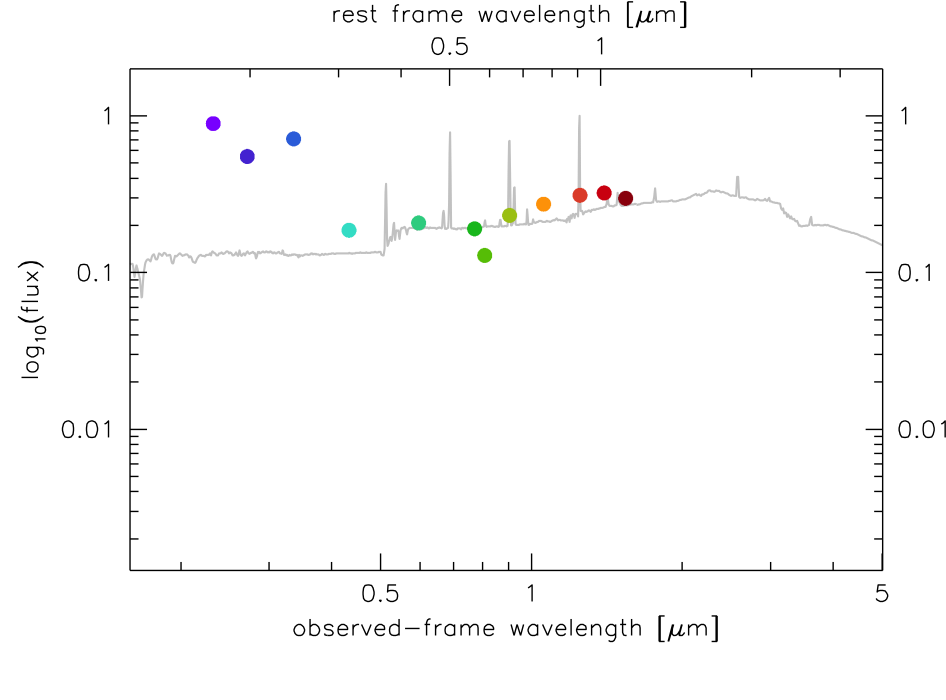 rest frame wavelength [μm]
0.5 1
1 1
0.1 0.1
0.01 0.01
log10(flux)
0.5 1 5
observed-frame wavelength [μm]